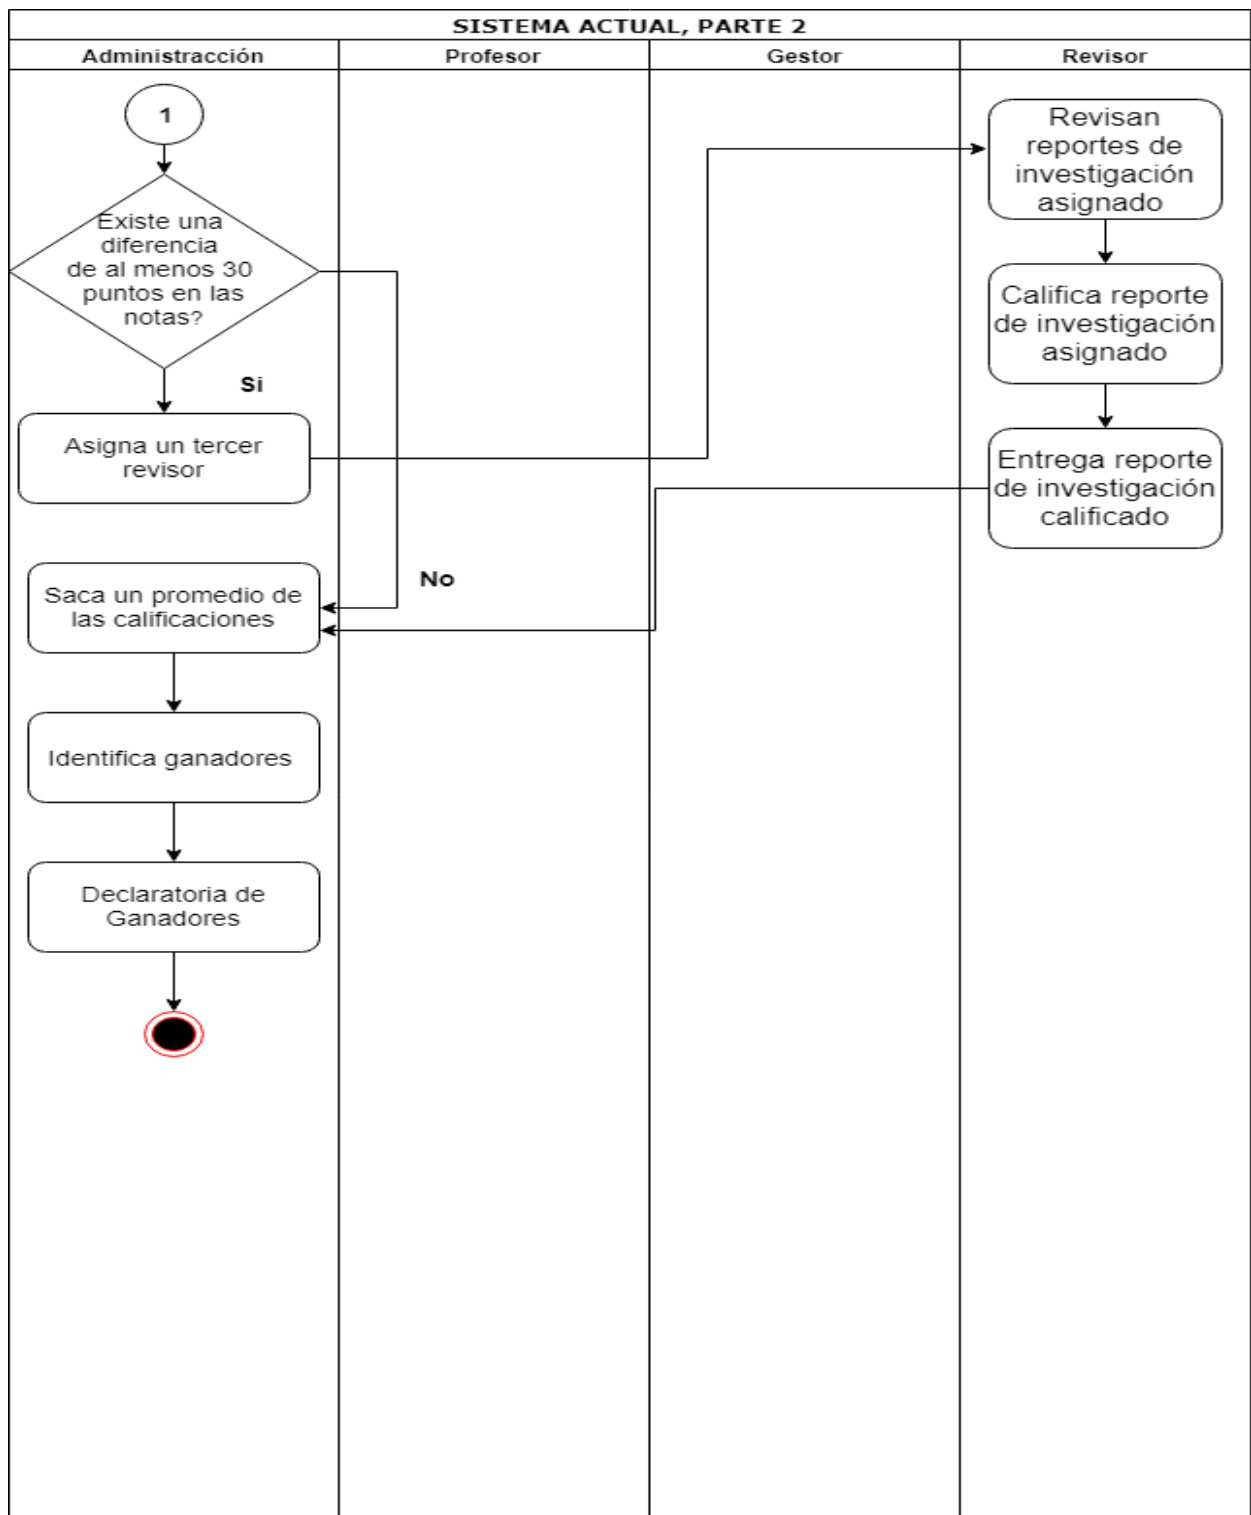 SISTEMA ACTUAL, PARTE 2
Administracción
Profesor
Gestor
Revisor
1
Existe una
diferencia
de al menos 30
puntos en las
notas?
Si
Asigna un tercer
revisor
No
Saca un promedio de
las calificaciones
Identifica ganadores
Declaratoria de
Ganadores
Revisan
reportes de
investigación
asignado
Califica reporte
de investigación
asignado
Entrega reporte
de investigación
calificado